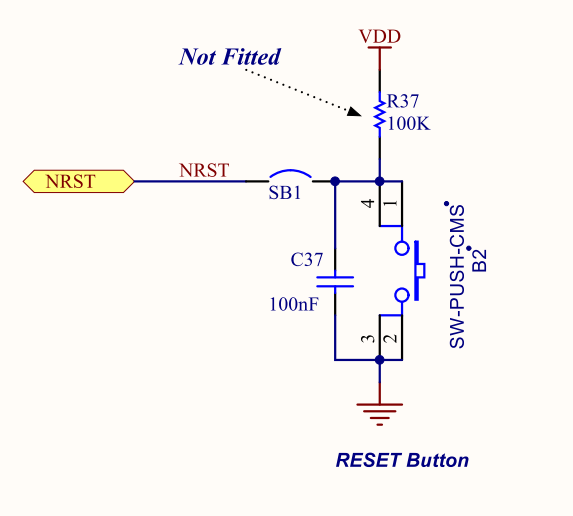 VDD
Not Fitted
R37
100K
NRST
NRST
SB1
4
1
C37
100nF
SW-PUSH-CMS
B2
3
2
RESET Button